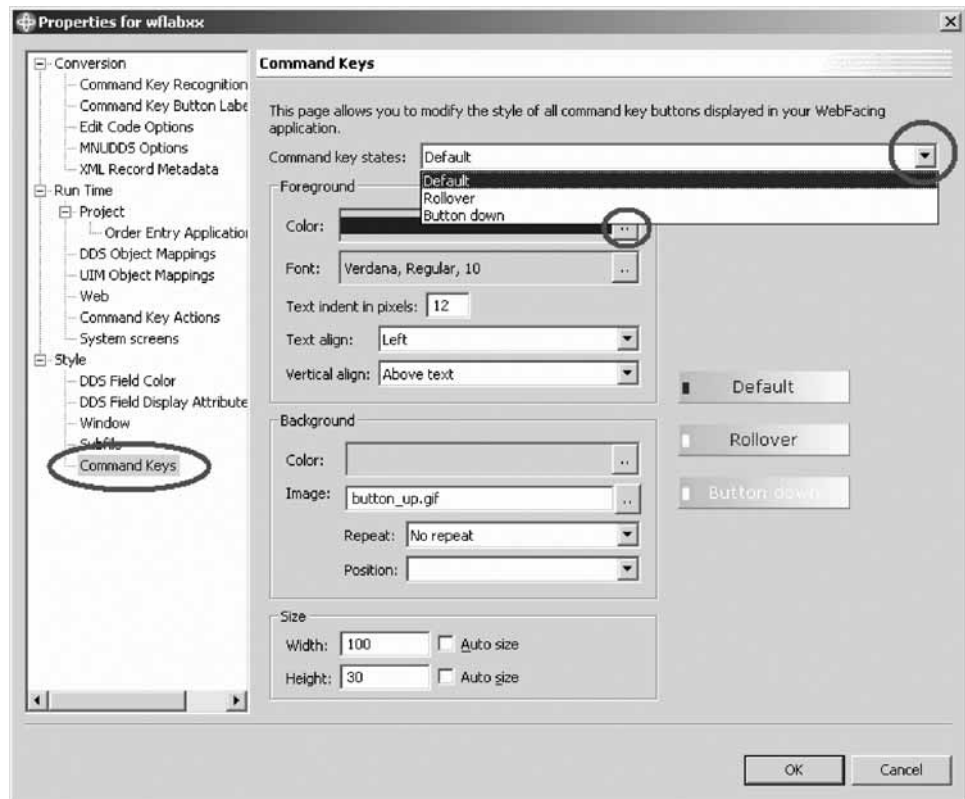 Properties for wflabxx
Conversion
Command Key Recognition
Command Key Button Labe
Edit Code Options
MNUDDS Options
XML Record Metadata
Run Time
Project
Order Entry Application
DDS Object Mappings
UIM Object Mappings
Web
Command Key Actions
System screens
Style
DDS Field Color
DDS Field Display Attribute
Window
Subfile
Command Keys
Command Keys
This page allows you to modify the style of all command key buttons displayed in your WebFacing
application.
Command key states: Default
Default
Rollover
Button down
Foreground
Color: ..
Font: Verdana, Regular, 10 ..
Text indent in pixels: 12
Text align: Left
Vertical align: Above text
Default
Rollover
Button down
Background
Color: ..
Image: button_up.gif ..
Repeat: No repeat
Position:
Size
Width: 100 Auto size
Height: 30 Auto size
OK Cancel